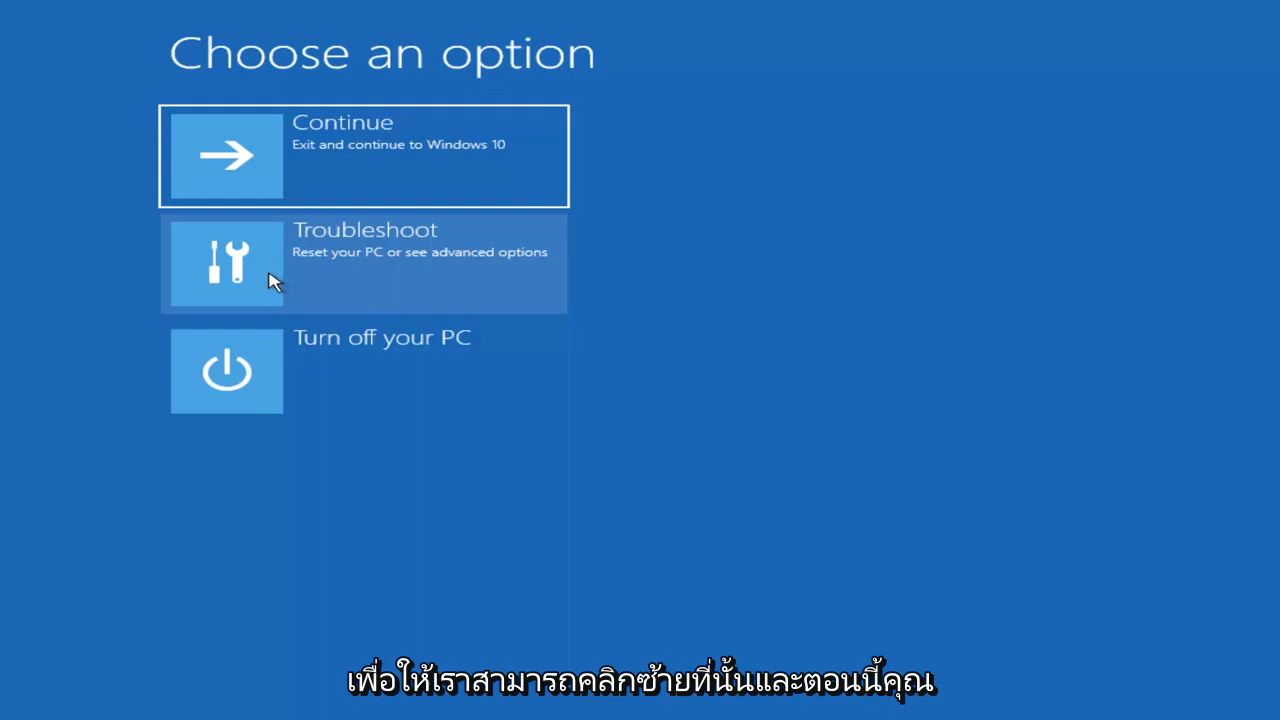 Choose an option
Continue
Exit and continue to Windows 10
Troubleshoot
Reset your PC or see advanced options
Turn off your PC
เพื่อให้เราสามารถคลิกซ้ายที่นั้นและตอนนี้คุณ